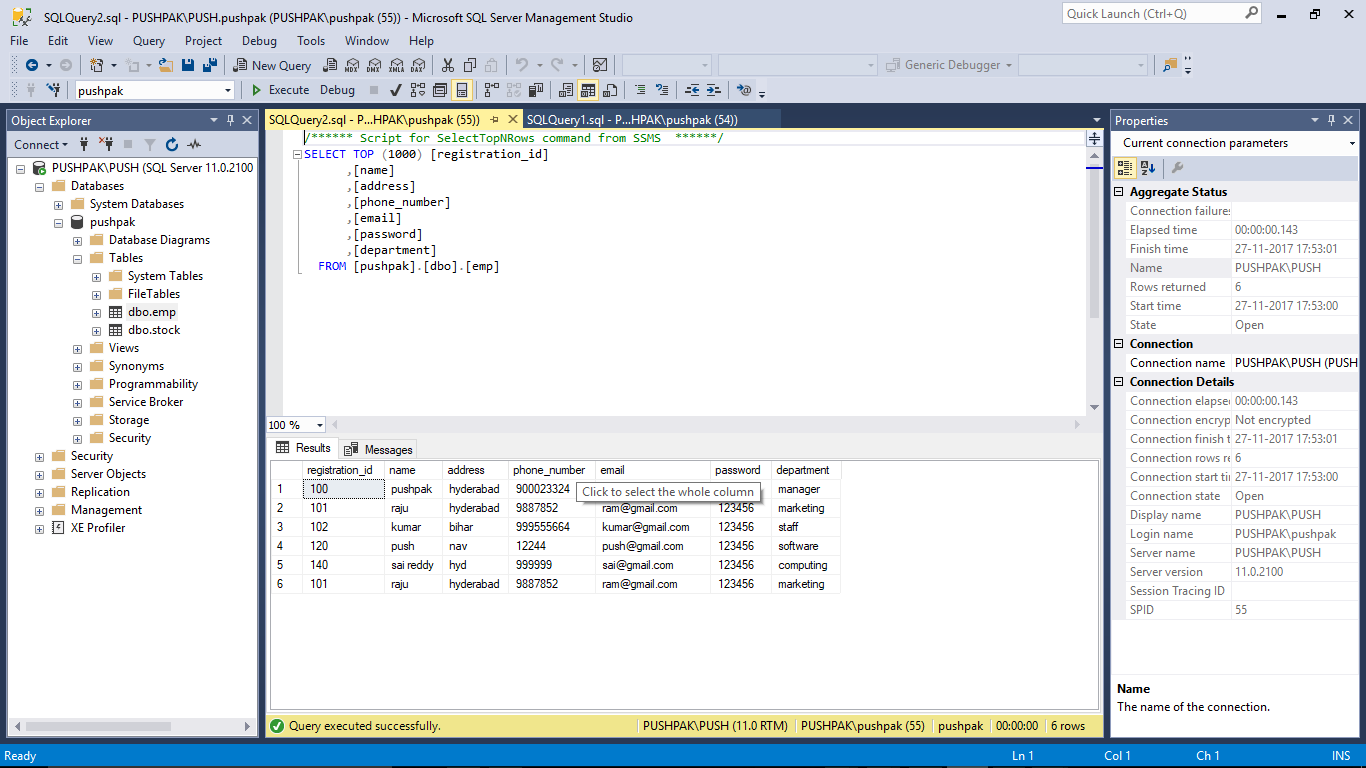 SQLQuery2.sql - PUSHPAK\PUSH.pushpak (PUSHPAK\pushpak (55)) - Microsoft SQL Server Management Studio
Quick Launch (Ctrl+Q)
File Edit View Query Project Debug Tools Window Help
New Query MDX DMX XMLA DAX Generic Debugger
pushpak Execute Debug
Object Explorer
Connect
PUSHPAK\PUSH (SQL Server 11.0.2100
Databases
System Databases
pushpak
Database Diagrams
Tables
System Tables
FileTables
dbo.emp
dbo.stock
Views
Synonyms
Programmability
Service Broker
Storage
Security
Security
Server Objects
Replication
Management
XE Profiler
SQLQuery2.sql - P...HPAK\pushpak (55)) SQLQuery1.sql - P...HPAK\pushpak (54))
/****** Script for SelectTopNRows command from SSMS ******/
SELECT TOP (1000) [registration_id]
,[name]
,[address]
,[phone_number]
,[email]
,[password]
,[department]
FROM [pushpak].[dbo].[emp]
100 %
Results Messages
registration_id name address phone_number email password department
1 100 pushpak hyderabad 900023324 manager
Click to select the whole column
2 101 raju hyderabad 9887852 ram@gmail.com 123456 marketing
3 102 kumar bihar 999555664 kumar@gmail.com 123456 staff
4 120 push nav 12244 push@gmail.com 123456 software
5 140 sai reddy hyd 999999 sai@gmail.com 123456 computing
6 101 raju hyderabad 9887852 ram@gmail.com 123456 marketing
Query executed successfully. PUSHPAK\PUSH (11.0 RTM) PUSHPAK\pushpak (55) pushpak 00:00:00 6 rows
Properties
Current connection parameters
Aggregate Status
Connection failures
Elapsed time 00:00:00.143
Finish time 27-11-2017 17:53:01
Name PUSHPAK\PUSH
Rows returned 6
Start time 27-11-2017 17:53:00
State Open
Connection
Connection name PUSHPAK\PUSH (PUSH
Connection Details
Connection elapse 00:00:00.143
Connection encryp Not encrypted
Connection finish t 27-11-2017 17:53:01
Connection rows re 6
Connection start ti 27-11-2017 17:53:00
Connection state Open
Display name PUSHPAK\PUSH
Login name PUSHPAK\pushpak
Server name PUSHPAK\PUSH
Server version 11.0.2100
Session Tracing ID
SPID 55
Name
The name of the connection.
Ready Ln 1 Col 1 Ch 1 INS